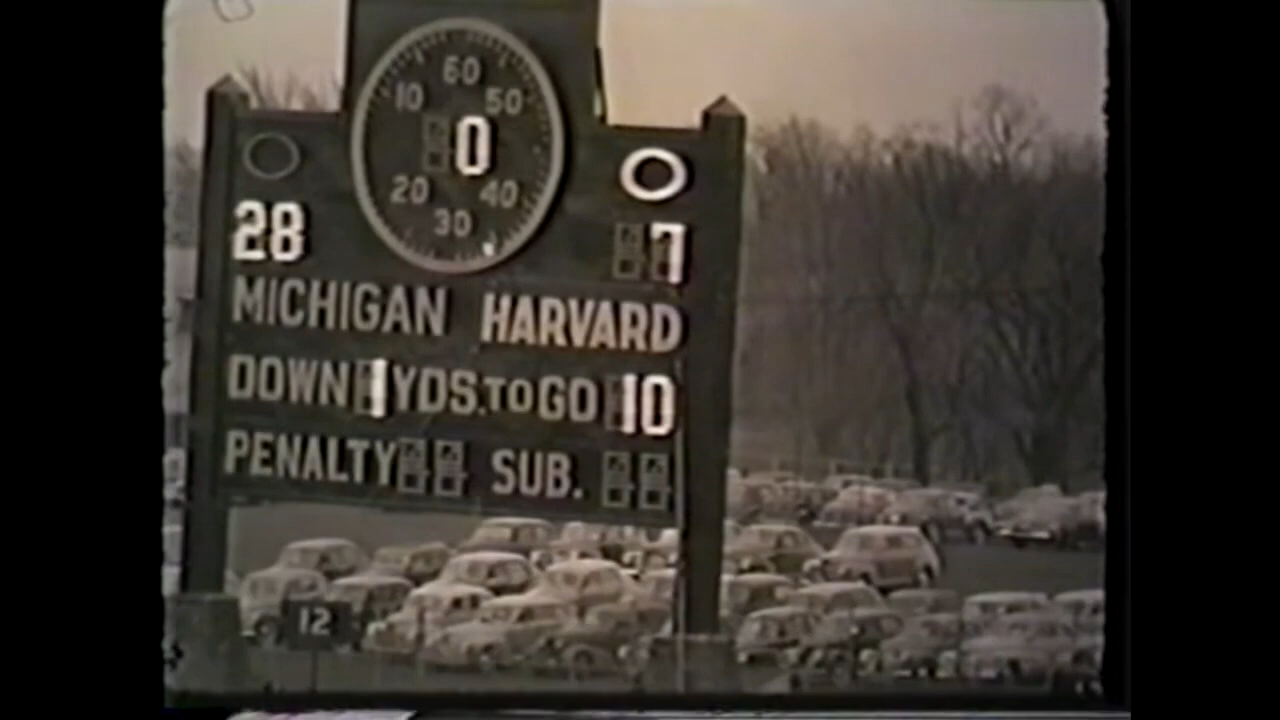 60
10 50
0
20 40
30
28 7
MICHIGAN HARVARD
DOWN 1 YDS. TO GO 10
PENALTY SUB.
12